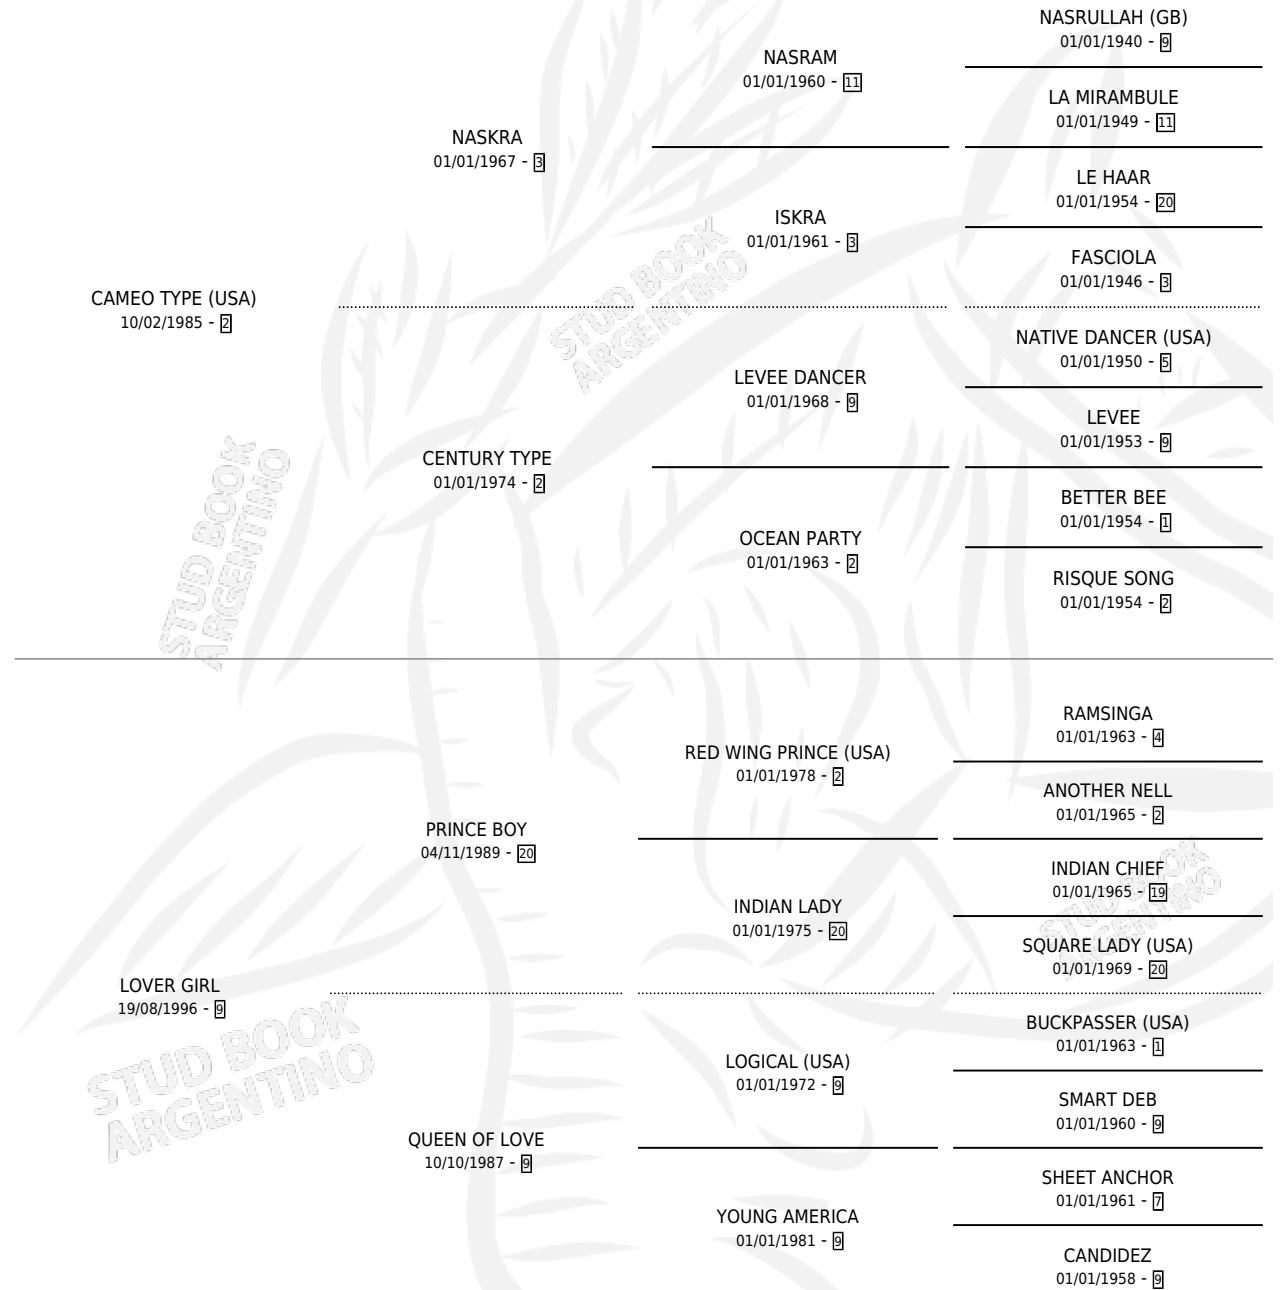 NASRULLAH (GB)
01/01/1940 - 9
NASRAM
01/01/1960 - 11
LA MIRAMBULE
01/01/1949 - 11
NASKRA
01/01/1967 - 3
LE HAAR
01/01/1954 - 20
ISKRA
01/01/1961 - 3
FASCIOLA
01/01/1946 - 3
CAMEO TYPE (USA)
10/02/1985 - 2
NATIVE DANCER (USA)
01/01/1950 - 5
LEVEE DANCER
01/01/1968 - 9
LEVEE
01/01/1953 - 9
CENTURY TYPE
01/01/1974 - 2
BETTER BEE
01/01/1954 - 1
OCEAN PARTY
01/01/1963 - 2
RISQUE SONG
01/01/1954 - 2
STUD BOOK
ARGENTINO
STUD BOOK
ARGENTINO
RAMSINGA
01/01/1963 - 4
RED WING PRINCE (USA)
01/01/1978 - 2
ANOTHER NELL
01/01/1965 - 2
PRINCE BOY
04/11/1989 - 20
INDIAN CHIEF
01/01/1965 - 19
INDIAN LADY
01/01/1975 - 20
SQUARE LADY (USA)
01/01/1969 - 20
LOVER GIRL
19/08/1996 - 9
BUCKPASSER (USA)
01/01/1963 - 1
LOGICAL (USA)
01/01/1972 - 9
SMART DEB
01/01/1960 - 9
QUEEN OF LOVE
10/10/1987 - 9
SHEET ANCHOR
01/01/1961 - 7
YOUNG AMERICA
01/01/1981 - 9
CANDIDEZ
01/01/1958 - 9
STUD BOOK
ARGENTINO
STUD BOOK
ARGENTINO